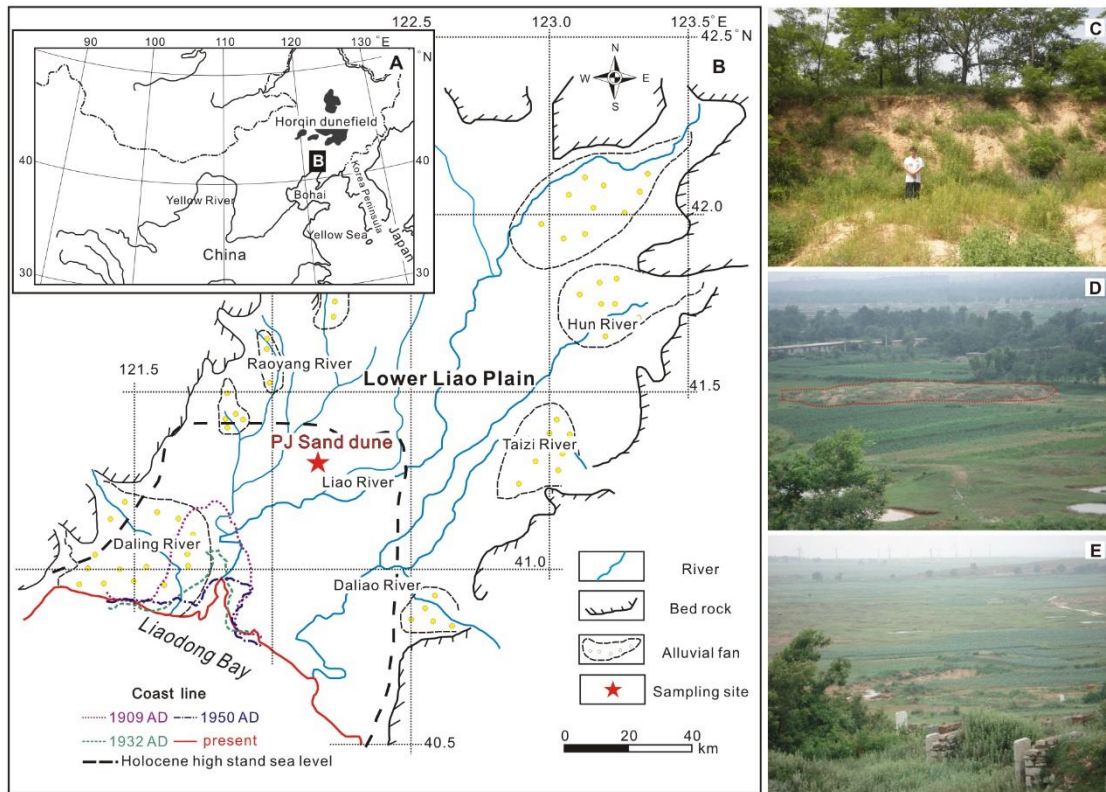 90
100
110
120
130°E
°N
A
Horqin dunefield
40
B
40
Korea Peninsula
Japan
Yellow River
Bohai
Yellow Sea
China
30
30
122.5
123.0
123.5°E
42.5°N
N
W E
S
B
42.0
Hun River
Raoyang River
121.5
Lower Liao Plain
41.5
PJ Sand dune
Taizi River
Liao River
Daling River
41.0
Daliao River
Liaodong Bay
River
Bed rock
Alluvial fan
Sampling site
Coast line
1909 AD
1950 AD
1932 AD
present
Holocene high stand sea level
40.5
0 20 40
km
C
D
E